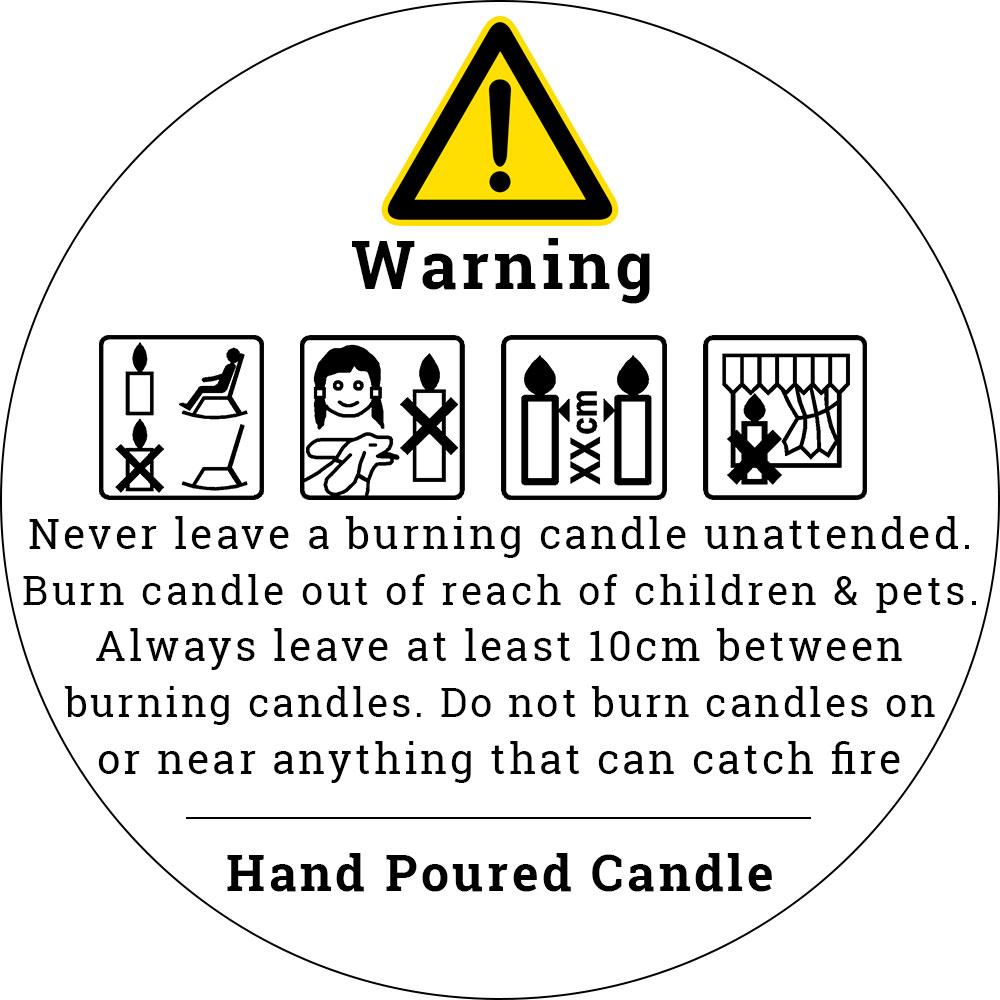 Warning
XXcm
Never leave a burning candle unattended.
Burn candle out of reach of children & pets.
Always leave at least 10cm between
burning candles. Do not burn candles on
or near anything that can catch fire
Hand Poured Candle